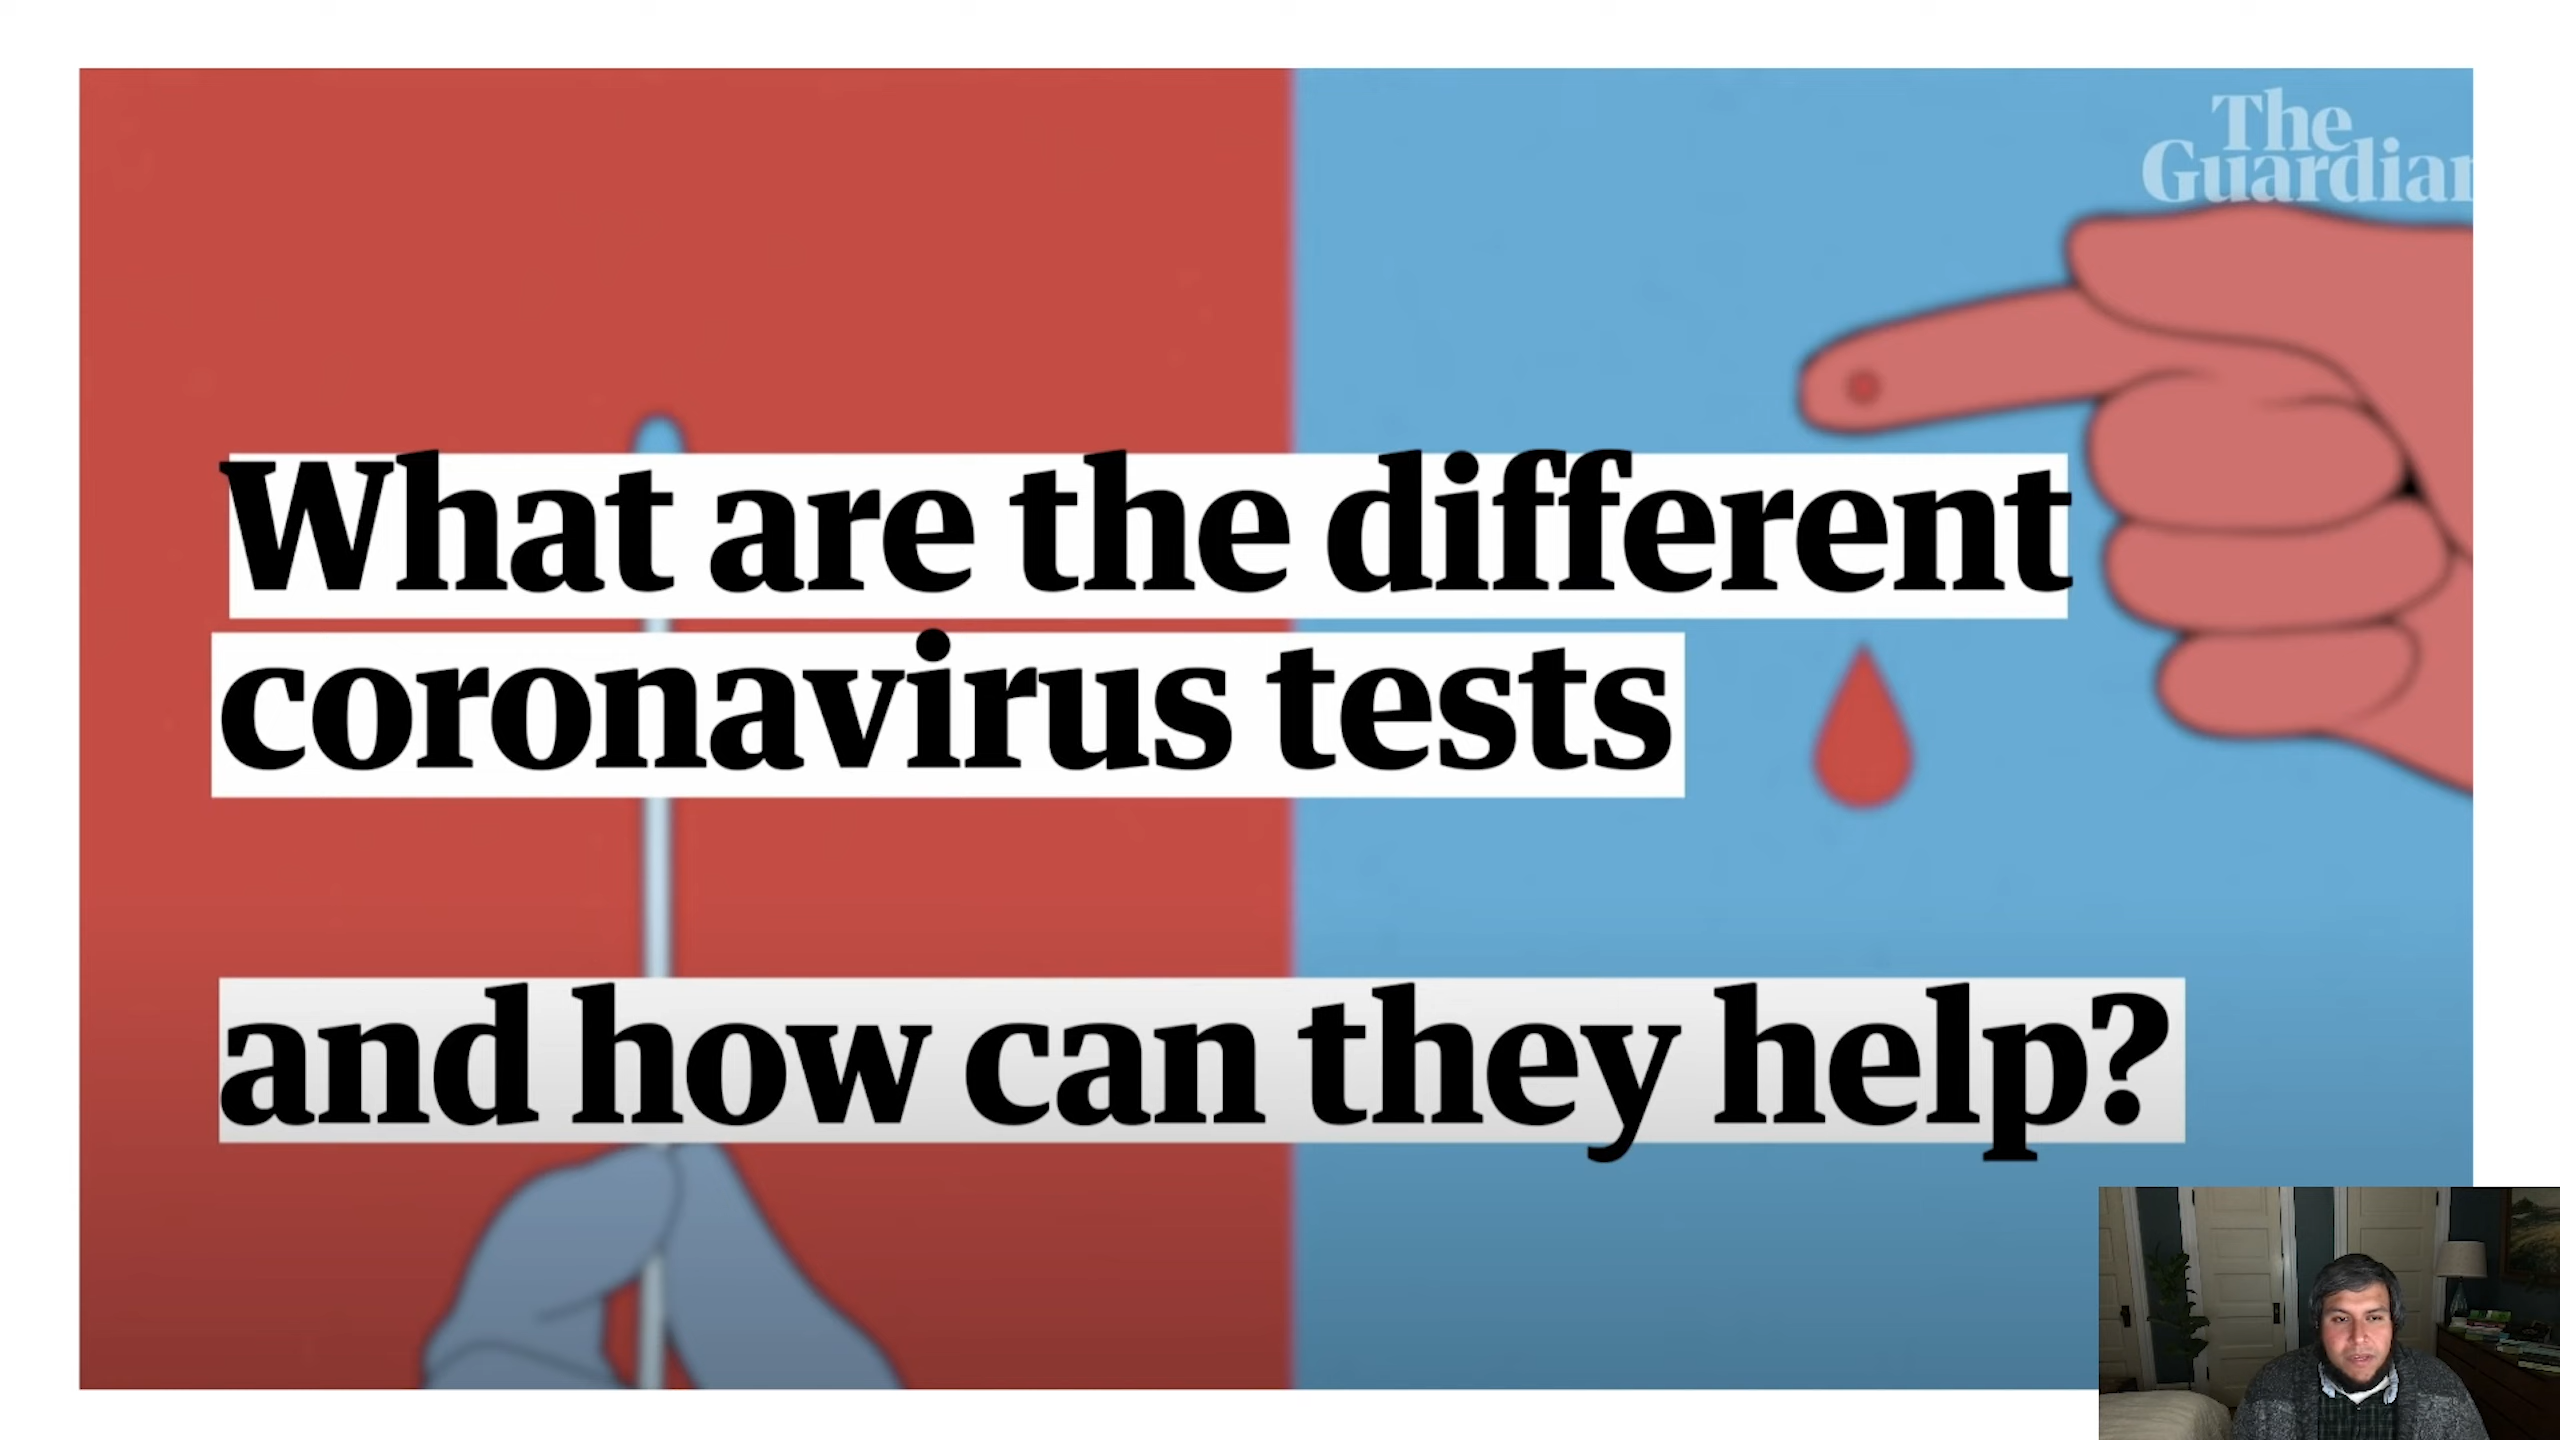 The
Guardian
What are the different
coronavirus tests
and how can they help?